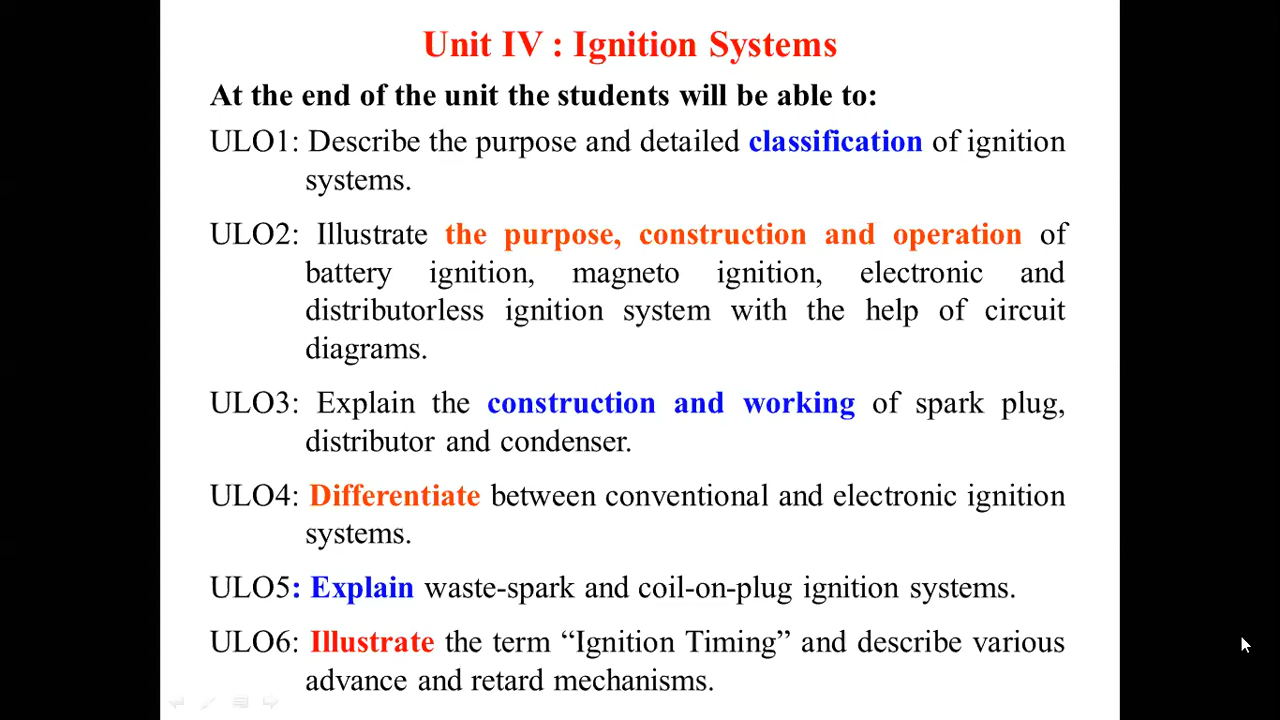 Unit IV : Ignition Systems
At the end of the unit the students will be able to:
ULO1: Describe the purpose and detailed classification of ignition
systems.
ULO2: Illustrate the purpose, construction and operation of
battery ignition, magneto ignition, electronic and
distributorless ignition system with the help of circuit
diagrams.
ULO3: Explain the construction and working of spark plug,
distributor and condenser.
ULO4: Differentiate between conventional and electronic ignition
systems.
ULO5: Explain waste-spark and coil-on-plug ignition systems.
ULO6: Illustrate the term “Ignition Timing” and describe various
advance and retard mechanisms.